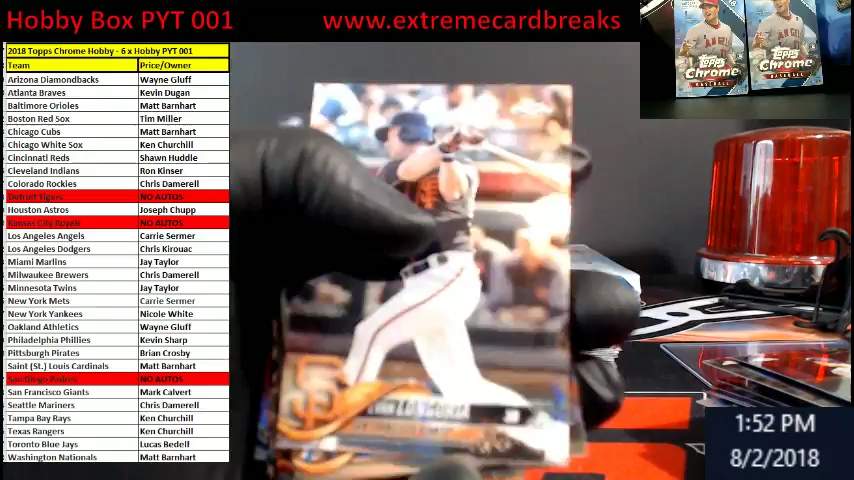 Hobby Box PYT 001
www.extremecardbreaks
2018 Topps Chrome Hobby - 6 x Hobby PYT 001
Team Price/Owner
Arizona Diamondbacks Wayne Gluff
Atlanta Braves Kevin Dugan
Baltimore Orioles Matt Barnhart
Boston Red Sox Tim Miller
Chicago Cubs Matt Barnhart
Chicago White Sox Ken Churchill
Cincinnati Reds Shawn Huddle
Cleveland Indians Ron Kinser
Colorado Rockies Chris Damerell
Detroit Tigers NO AUTOS
Houston Astros Joseph Chupp
Kansas City Royals NO AUTOS
Los Angeles Angels Carrie Sermer
Los Angeles Dodgers Chris Kirouac
Miami Marlins Jay Taylor
Milwaukee Brewers Chris Damerell
Minnesota Twins Jay Taylor
New York Mets Carrie Sermer
New York Yankees Nicole White
Oakland Athletics Wayne Gluff
Philadelphia Phillies Kevin Sharp
Pittsburgh Pirates Brian Crosby
Saint (St.) Louis Cardinals Matt Barnhart
San Diego Padres NO AUTOS
San Francisco Giants Mark Calvert
Seattle Mariners Chris Damerell
Tampa Bay Rays Ken Churchill
Texas Rangers Ken Churchill
Toronto Blue Jays Lucas Bedell
Washington Nationals Matt Barnhart
Topps Chrome
BASEBALL
Topps Chrome
BASEBALL
1:52 PM
8/2/2018